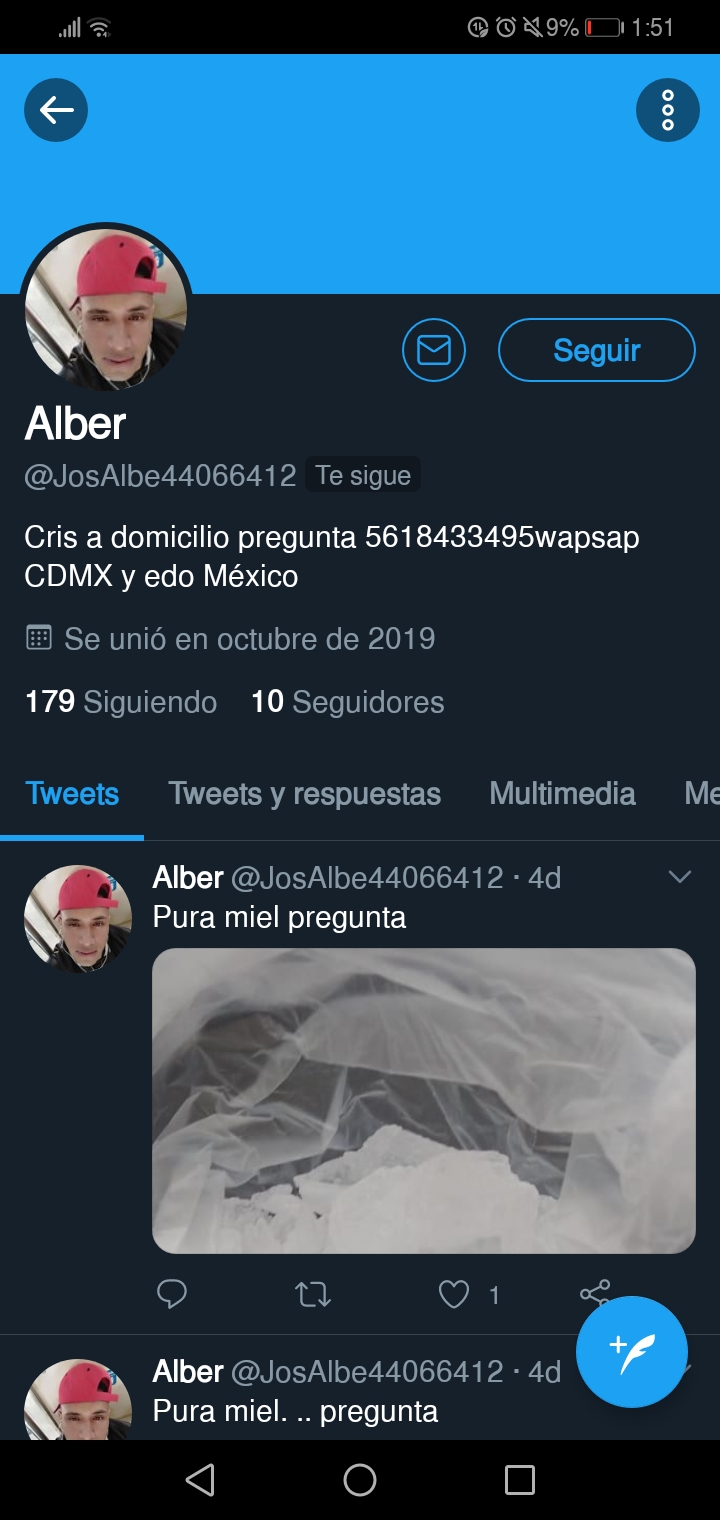 9% 1:51
Alber
Seguir
@JosAlbe44066412 Te sigue
Cris a domicilio pregunta 5618433495wapsap
CDMX y edo México
Se unió en octubre de 2019
179 Siguiendo 10 Seguidores
Tweets Tweets y respuestas Multimedia Me
Alber @JosAlbe44066412 · 4d
Pura miel pregunta
1
Alber @JosAlbe44066412 · 4d
Pura miel. .. pregunta